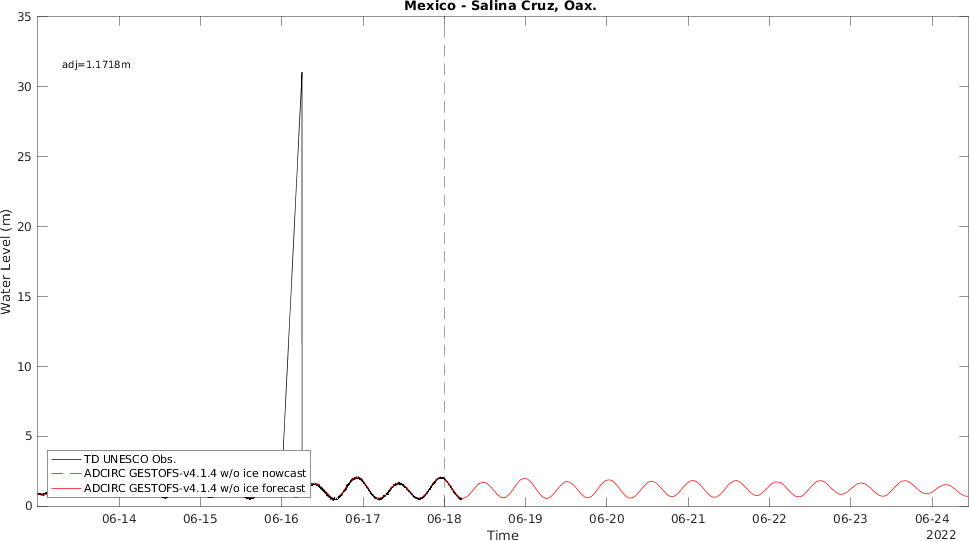 Mexico - Salina Cruz, Oax.
35
adj=1.1718m
30
25
20
Water Level (m)
15
10
5
TD UNESCO Obs.
ADCIRC GESTOFS-v4.1.4 w/o ice nowcast
ADCIRC GESTOFS-v4.1.4 w/o ice forecast
0
06-14 06-15 06-16 06-17 06-18 06-19 06-20 06-21 06-22 06-23 06-24
Time 2022